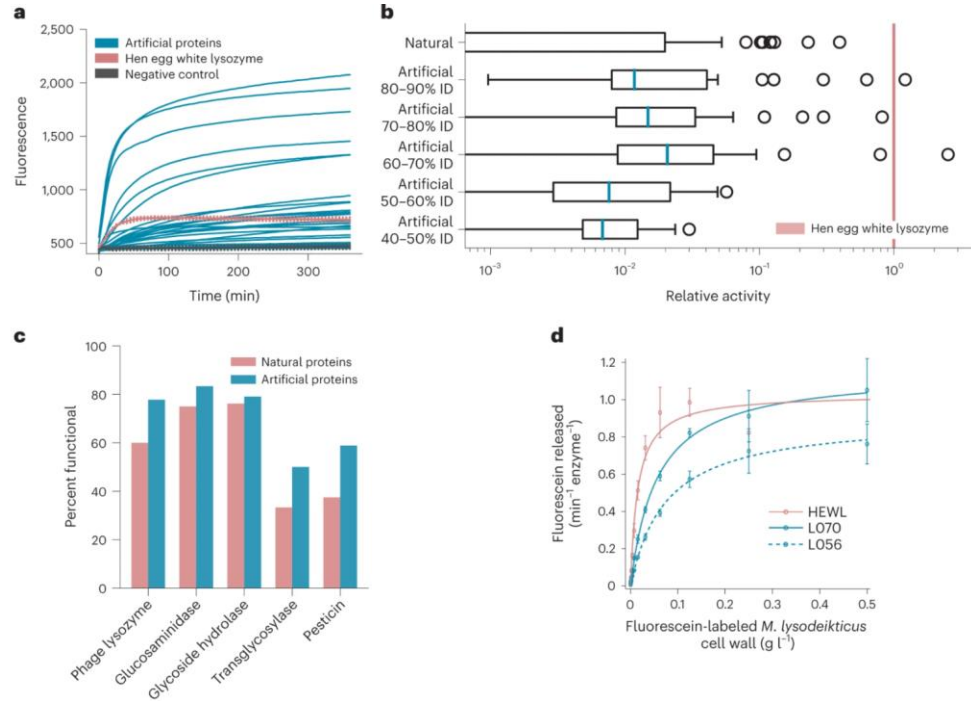 a
2,500
2,000
1,500
1,000
500
Fluorescence
Artificial proteins
Hen egg white lysozyme
Negative control
0
100
200
300
Time (min)
b
Natural
Artificial
80–90% ID
Artificial
70–80% ID
Artificial
60–70% ID
Artificial
50–60% ID
Artificial
40–50% ID
Hen egg white lysozyme
10⁻³
10⁻²
10⁻¹
10⁰
Relative activity
c
100
80
60
40
20
0
Percent functional
Natural proteins
Artificial proteins
Phage lysozyme
Glucosaminidase
Glycoside hydrolase
Transglycosylase
Pesticin
d
1.2
1.0
0.8
0.6
0.4
0.2
0
Fluorescein released
(min⁻¹ enzyme⁻¹)
HEWL
L070
L056
0
0.1
0.2
0.3
0.4
0.5
Fluorescein-labeled M. lysodeikticus
cell wall (g l⁻¹)